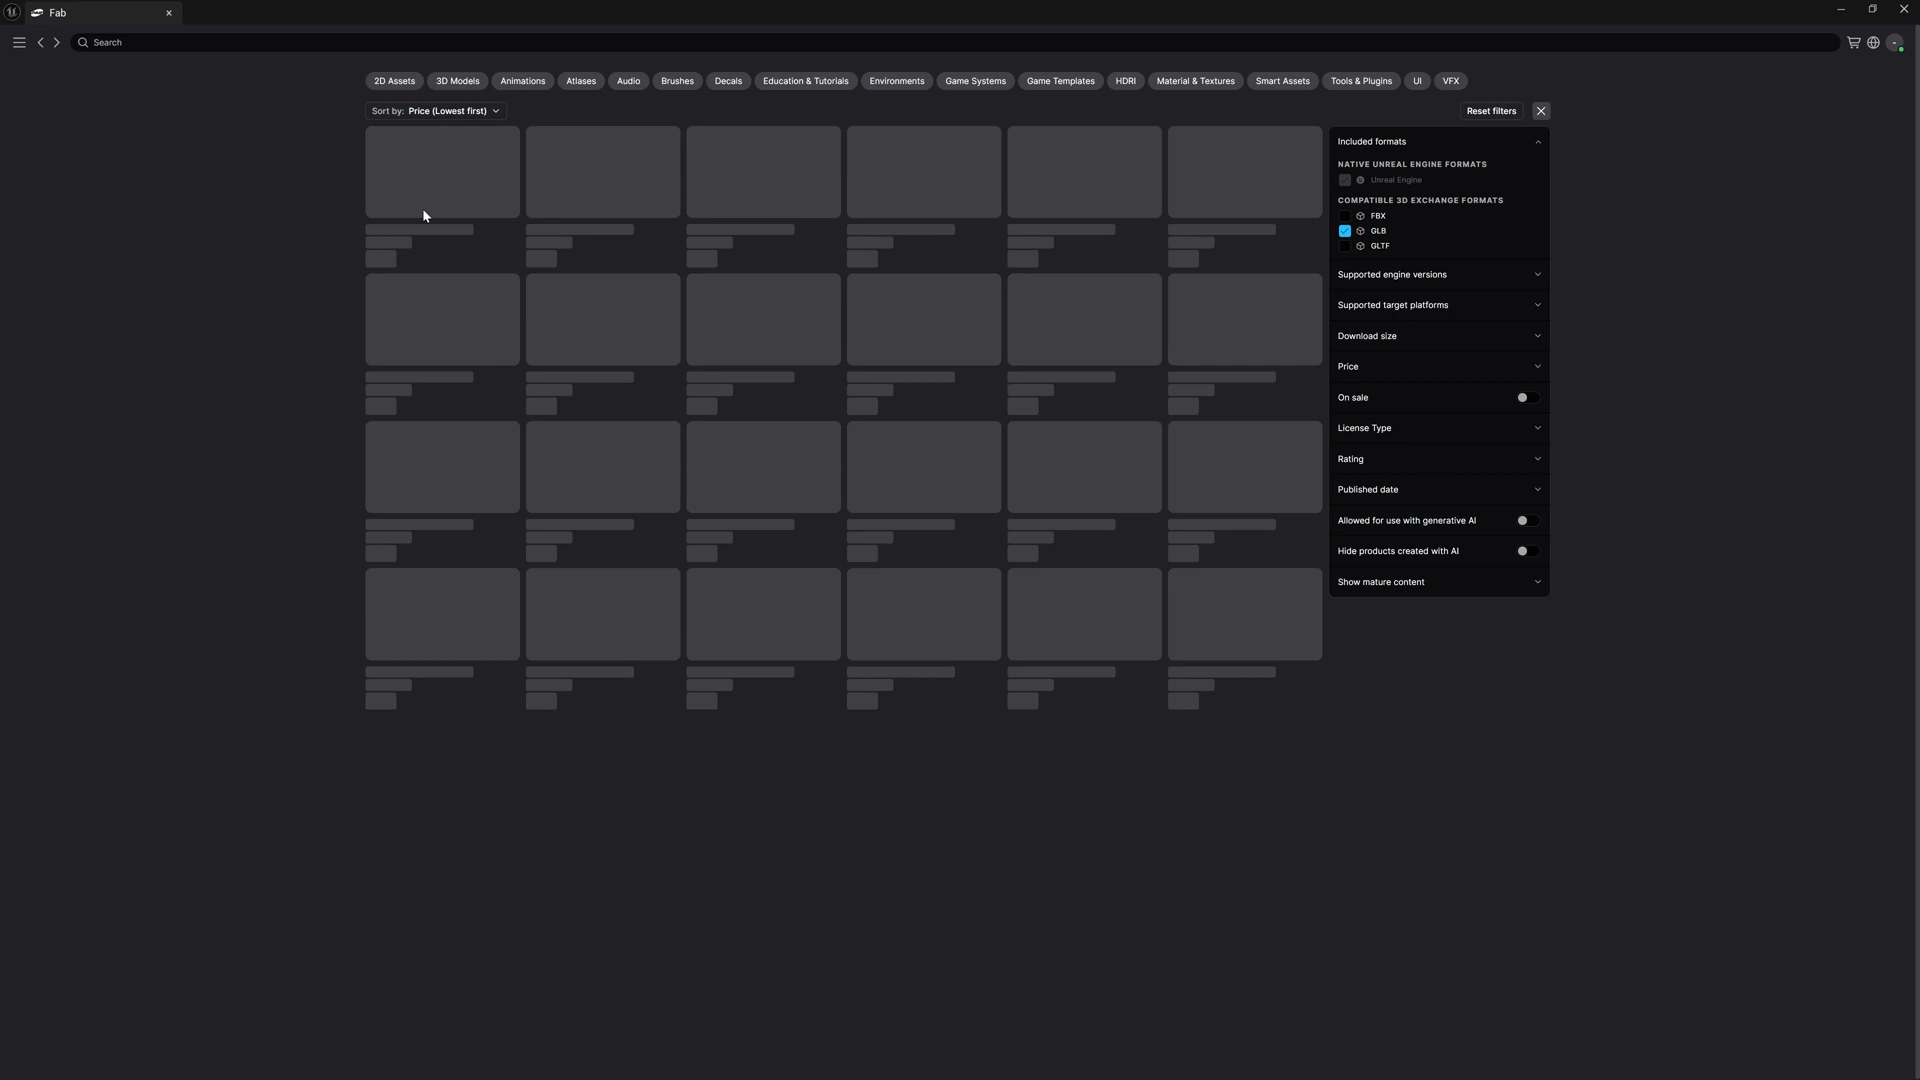 Fab
Search
2D Assets 3D Models Animations Atlases Audio Brushes Decals Education & Tutorials Environments Game Systems Game Templates HDRI Material & Textures Smart Assets Tools & Plugins UI VFX
Sort by: Price (Lowest first) Reset filters
Included formats
NATIVE UNREAL ENGINE FORMATS
Unreal Engine
COMPATIBLE 3D EXCHANGE FORMATS
FBX
GLB
GLTF
Supported engine versions
Supported target platforms
Download size
Price
On sale
License Type
Rating
Published date
Allowed for use with generative AI
Hide products created with AI
Show mature content